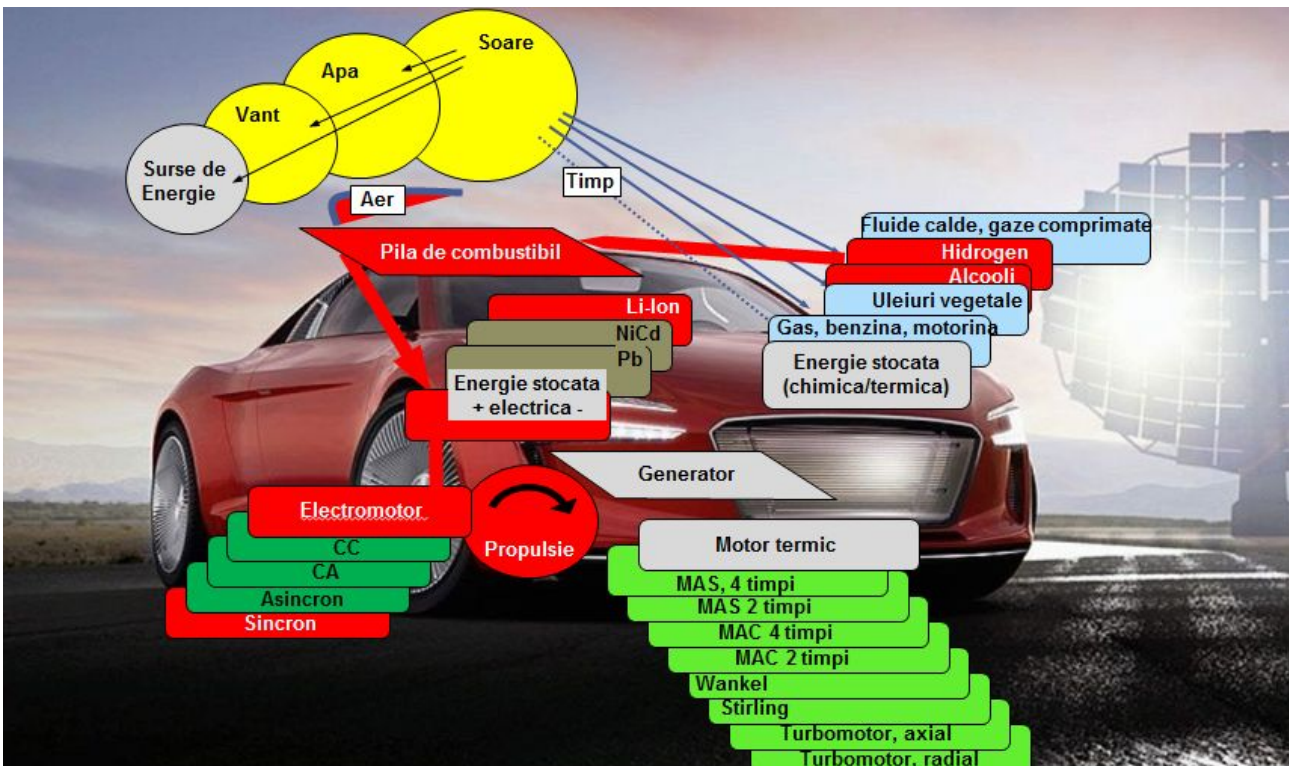 Soare
Apa
Vant
Surse de
Energie
Aer
Timp
Pila de combustibil
Fluide calde, gaze comprimate
Hidrogen
Alcooli
Uleiuri vegetale
Gas, benzina, motorina
Energie stocata
(chimica/termica)
Li-Ion
NiCd
Pb
Energie stocata
+ electrica -
Generator
Electromotor
CC
CA
Asincron
Sincron
Propulsie
Motor termic
MAS, 4 timpi
MAS 2 timpi
MAC 4 timpi
MAC 2 timpi
Wankel
Stirling
Turbomotor, axial
Turbomotor, radial